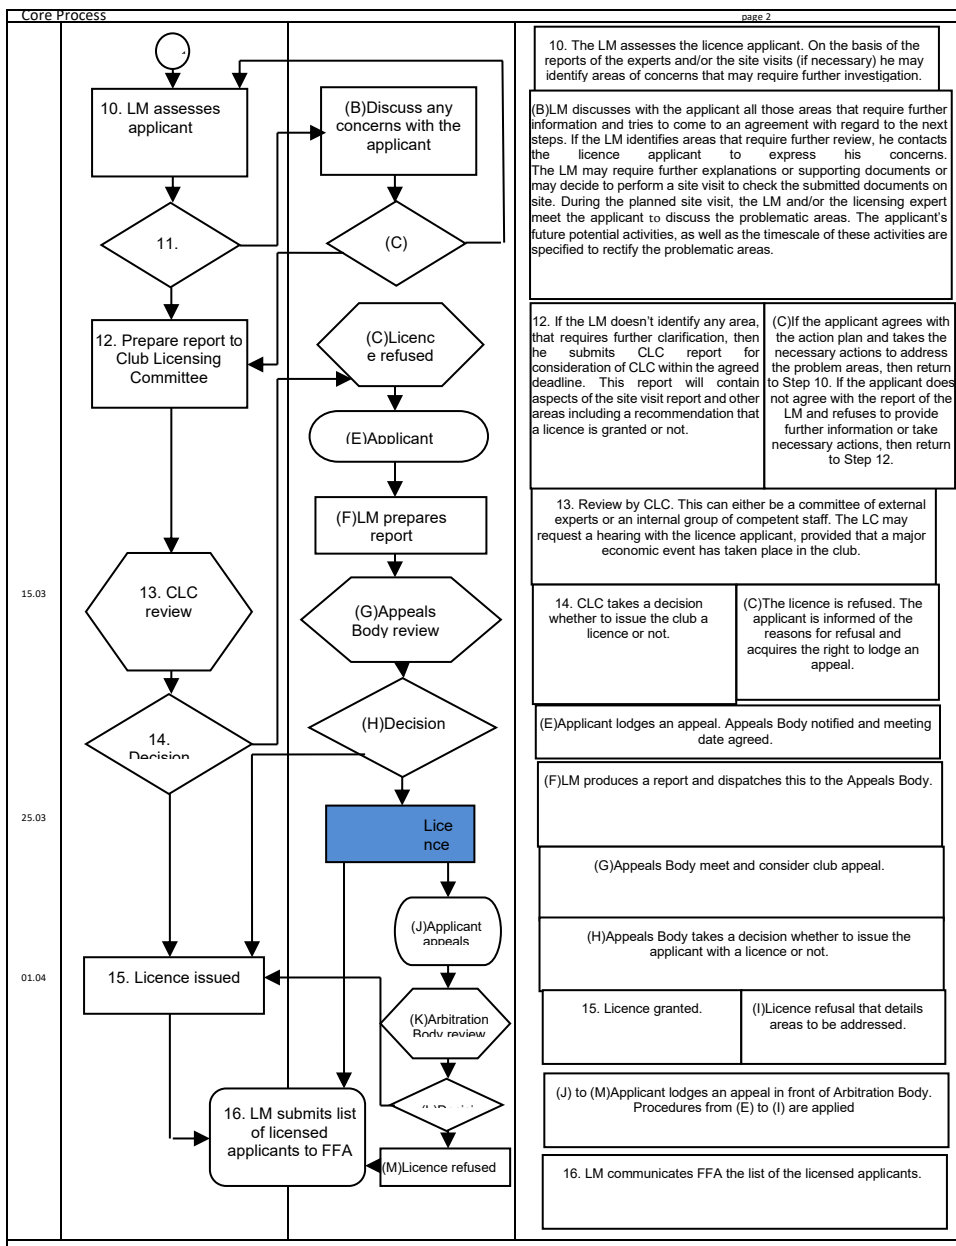 Core Process
page 2
10. LM assesses
applicant
(B)Discuss any
concerns with the
applicant
11.
(C)
12. Prepare report to
Club Licensing
Committee
(C)Licenc
e refused
(E)Applicant
(F)LM prepares
report
15.03
13. CLC
review
(G)Appeals
Body review
14.
Decision
(H)Decision
25.03
Lice
nce
(J)Applicant
appeals
01.04
15. Licence issued
(K)Arbitration
Body review
16. LM submits list
of licensed
applicants to FFA
(M)Licence refused
10. The LM assesses the licence applicant. On the basis of the
reports of the experts and/or the site visits (if necessary) he may
identify areas of concerns that may require further investigation.
(B)LM discusses with the applicant all those areas that require further
information and tries to come to an agreement with regard to the next
steps. If the LM identifies areas that require further review, he contacts
the licence applicant to express his concerns.
The LM may require further explanations or supporting documents or
may decide to perform a site visit to check the submitted documents on
site. During the planned site visit, the LM and/or the licensing expert
meet the applicant to discuss the problematic areas. The applicant's
future potential activities, as well as the timescale of these activities are
specified to rectify the problematic areas.
12. If the LM doesn't identify any area,
that requires further clarification, then
he submits CLC report for
consideration of CLC within the agreed
deadline. This report will contain
aspects of the site visit report and other
areas including a recommendation that
a licence is granted or not.
(C)If the applicant agrees with
the action plan and takes the
necessary actions to address
the problem areas, then return
to Step 10. If the applicant does
not agree with the report of the
LM and refuses to provide
further information or take
necessary actions, then return
to Step 12.
13. Review by CLC. This can either be a committee of external
experts or an internal group of competent staff. The LC may
request a hearing with the licence applicant, provided that a major
economic event has taken place in the club.
14. CLC takes a decision
whether to issue the club a
licence or not.
(C)The licence is refused. The
applicant is informed of the
reasons for refusal and
acquires the right to lodge an
appeal.
(E)Applicant lodges an appeal. Appeals Body notified and meeting
date agreed.
(F)LM produces a report and dispatches this to the Appeals Body.
(G)Appeals Body meet and consider club appeal.
(H)Appeals Body takes a decision whether to issue the
applicant with a licence or not.
15. Licence granted.
(I)Licence refusal that details
areas to be addressed.
(J) to (M)Applicant lodges an appeal in front of Arbitration Body.
Procedures from (E) to (I) are applied
16. LM communicates FFA the list of the licensed applicants.